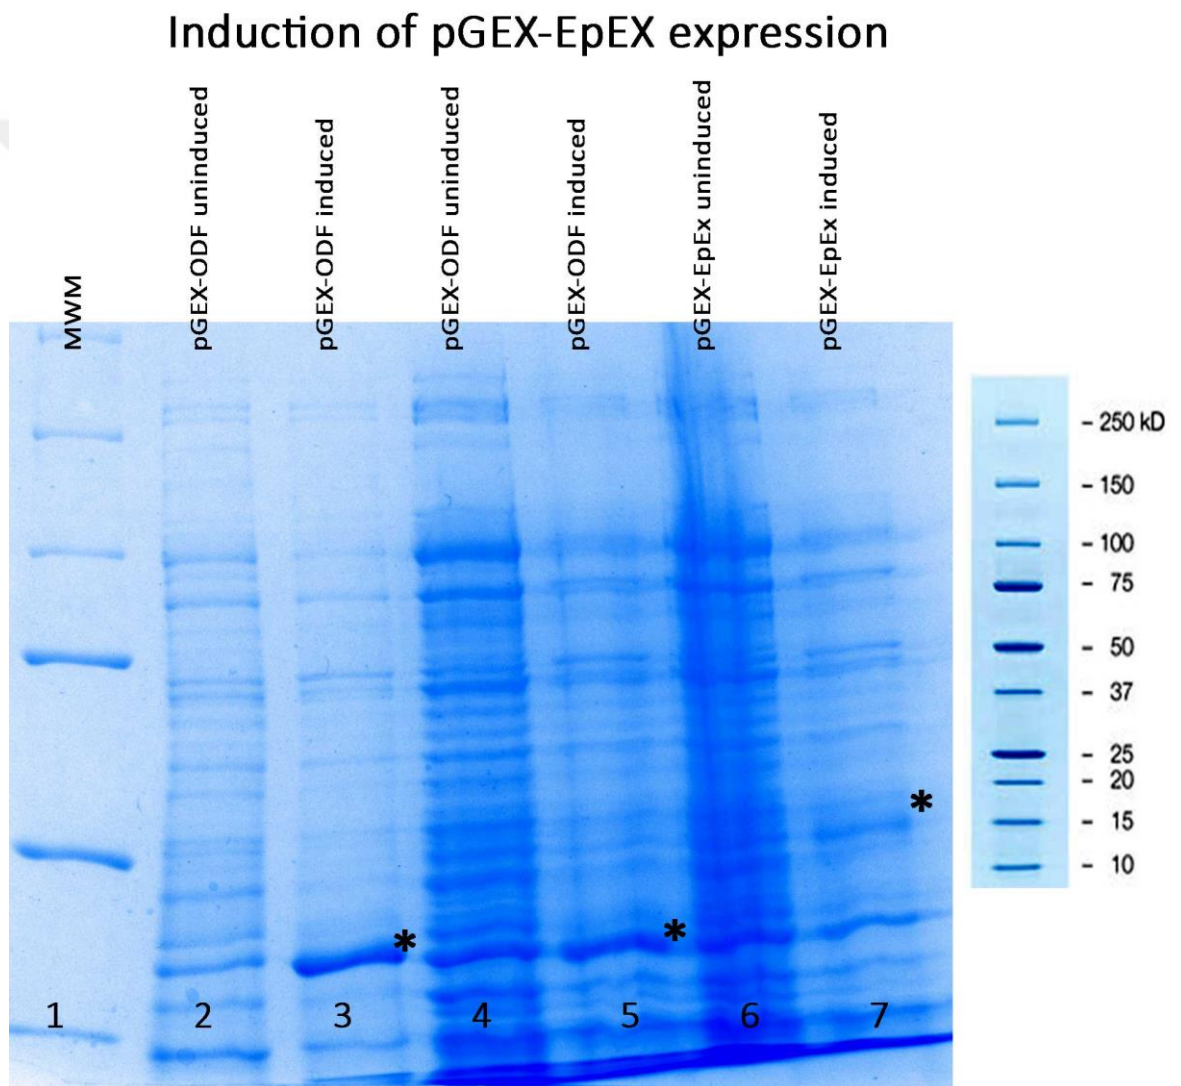 Induction of pGEX-EpEX expression
MWM
pGEX-ODF uninduced
pGEX-ODF induced
pGEX-ODF uninduced
pGEX-ODF induced
pGEX-EpEx uninduced
pGEX-EpEx induced
- 250 kD
- 150
- 100
- 75
- 50
- 37
- 25
- 20
- 15
- 10
*
*
*
1 2 3 4 5 6 7